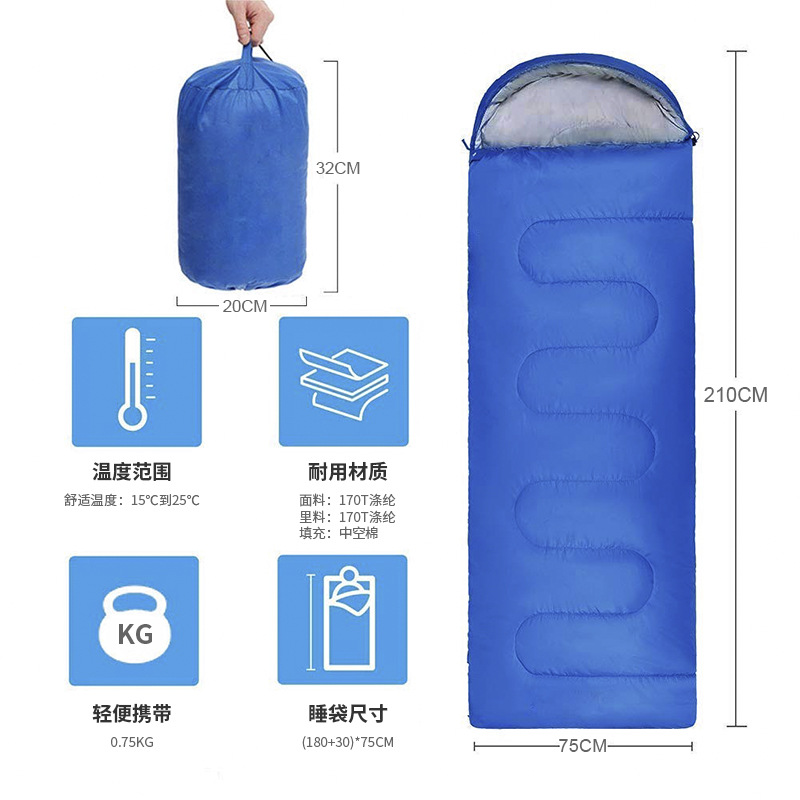 32CM
20CM
温度范围
舒适温度：15℃到25℃
耐用材质
面料：170T涤纶
里料：170T涤纶
填充：中空棉
KG
轻便携带
0.75KG
睡袋尺寸
(180+30)*75CM
210CM
75CM